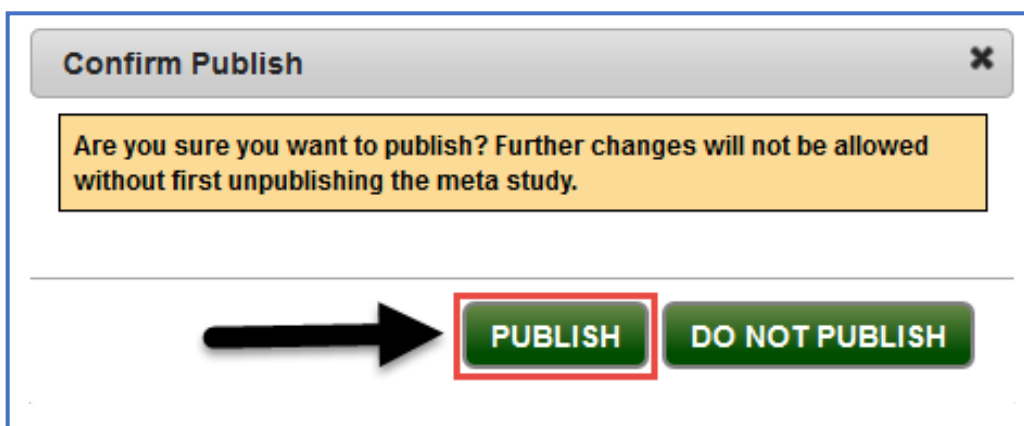 Confirm Publish
Are you sure you want to publish? Further changes will not be allowed
without first unpublishing the meta study.
PUBLISH
DO NOT PUBLISH